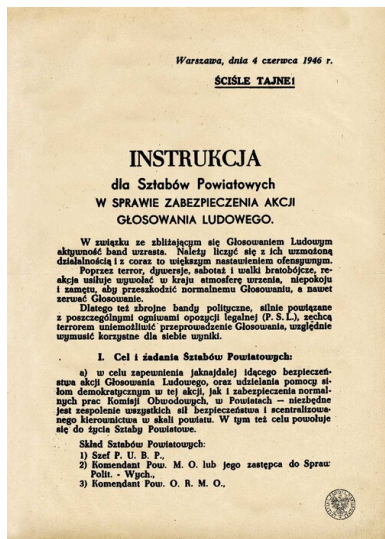 Warszawa, dnia 4 czerwca 1946 r.
ŚCIŚLE TAJNE!
INSTRUKCJA
dla Sztabów Powiatowych
W SPRAWIE ZABEZPIECZENIA AKCJI
GŁOSOWANIA LUDOWEGO.
W związku ze zbliżającym się Głosowaniem Ludowym
aktywność band wzrasta. Należy liczyć się z ich wzmożoną
działalnością i z coraz to większym nastawieniem ofensywnym.
Poprzez terror, dywersje, sabotaż i walki bratobójcze, re-
akcja usiłuje wywołać w kraju atmosferę wrzenia, niepokoju
i zamętu, aby przeszkodzić normalnemu Głosowaniu, a nawet
zerwać Głosowanie.
Dlatego też zbrojne bandy polityczne, silnie powiązane
z poszczególnymi ogniwami opozycji legalnej (P. S. L.), zechcą
terrorem uniemożliwić przeprowadzenie Głosowania, względnie
wymusić korzystne dla siebie wyniki.
I. Cel i żadania Sztabów Powiatowych:
a) w celu zapewnienia jaknajdalej idącego bezpieczeń-
stwa akcji Głosowania Ludowego, oraz udzielania pomocy si-
łom demokratycznym w tej akcji, jak i zabezpieczenia normal-
nych prac Komisji Obwodowych, w Powiatach — niezbędne
jest zespolenie wszystkich sił bezpieczeństwa i scentralizowa-
nego kierownictwa w skali powiatu. W tym też celu powołuje
się do życia Sztaby Powiatowe.
Skład Sztabów Powiatowych:
1) Szef P. U. B. P.,
2) Komendant Pow. M. O. lub jego zastępca do Spraw
Polit. - Wych.,
3) Komendant Pow. O. R. M. O.,